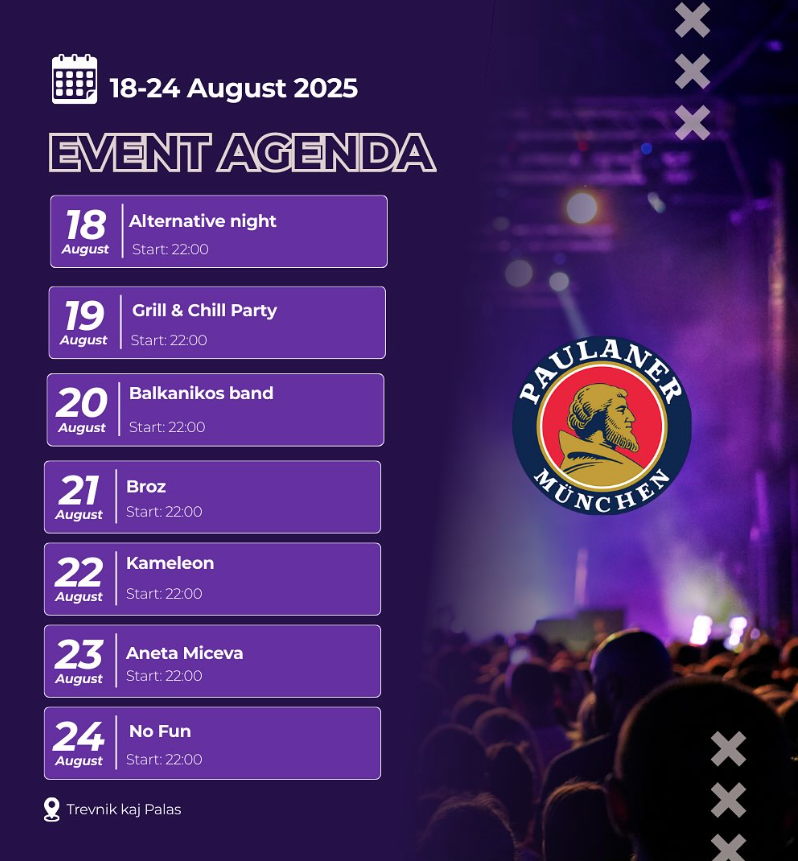 18-24 August 2025
EVENT AGENDA
18
August
Alternative night
Start: 22:00
19
August
Grill & Chill Party
Start: 22:00
20
August
Balkanikos band
Start: 22:00
21
August
Broz
Start: 22:00
22
August
Kameleon
Start: 22:00
23
August
Aneta Miceva
Start: 22:00
24
August
No Fun
Start: 22:00
Trevnik kaj Palas
PAULANER
MÜNCHEN